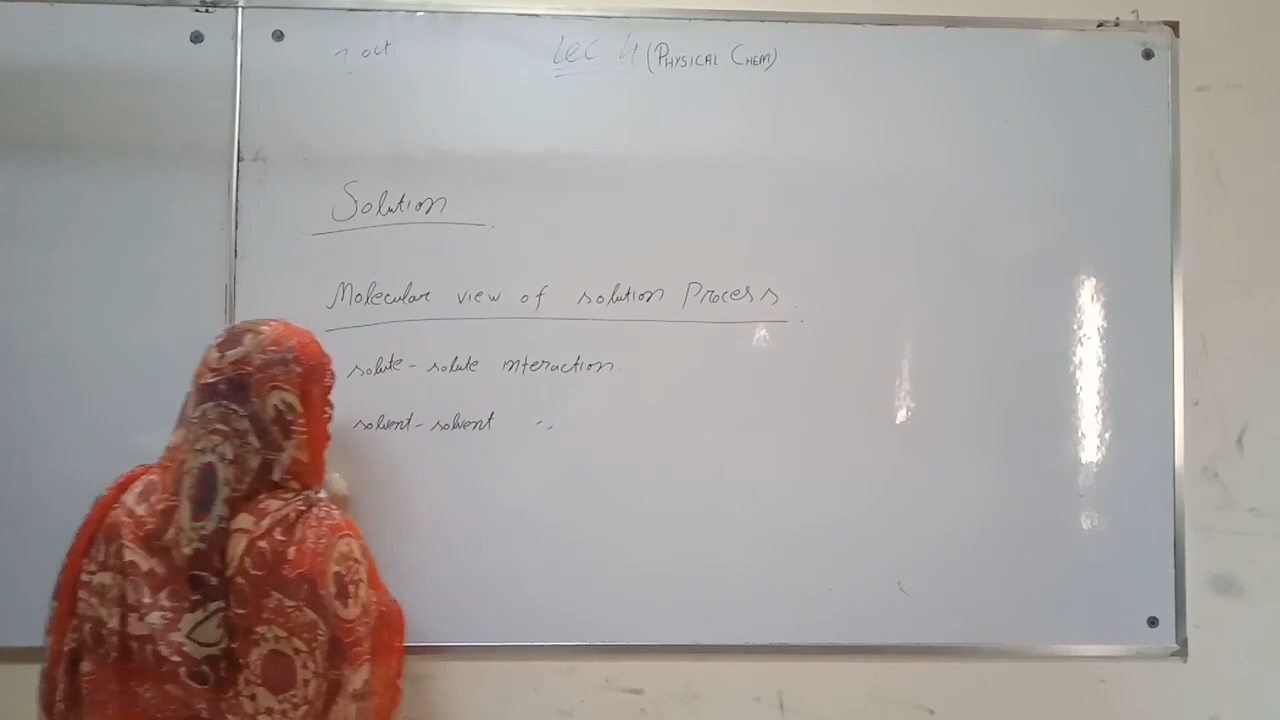 7 oct
Lec 4 (PHYSICAL CHEM)
Solution
Molecular view of solution Process
solute - solute interaction
solvent - solvent "